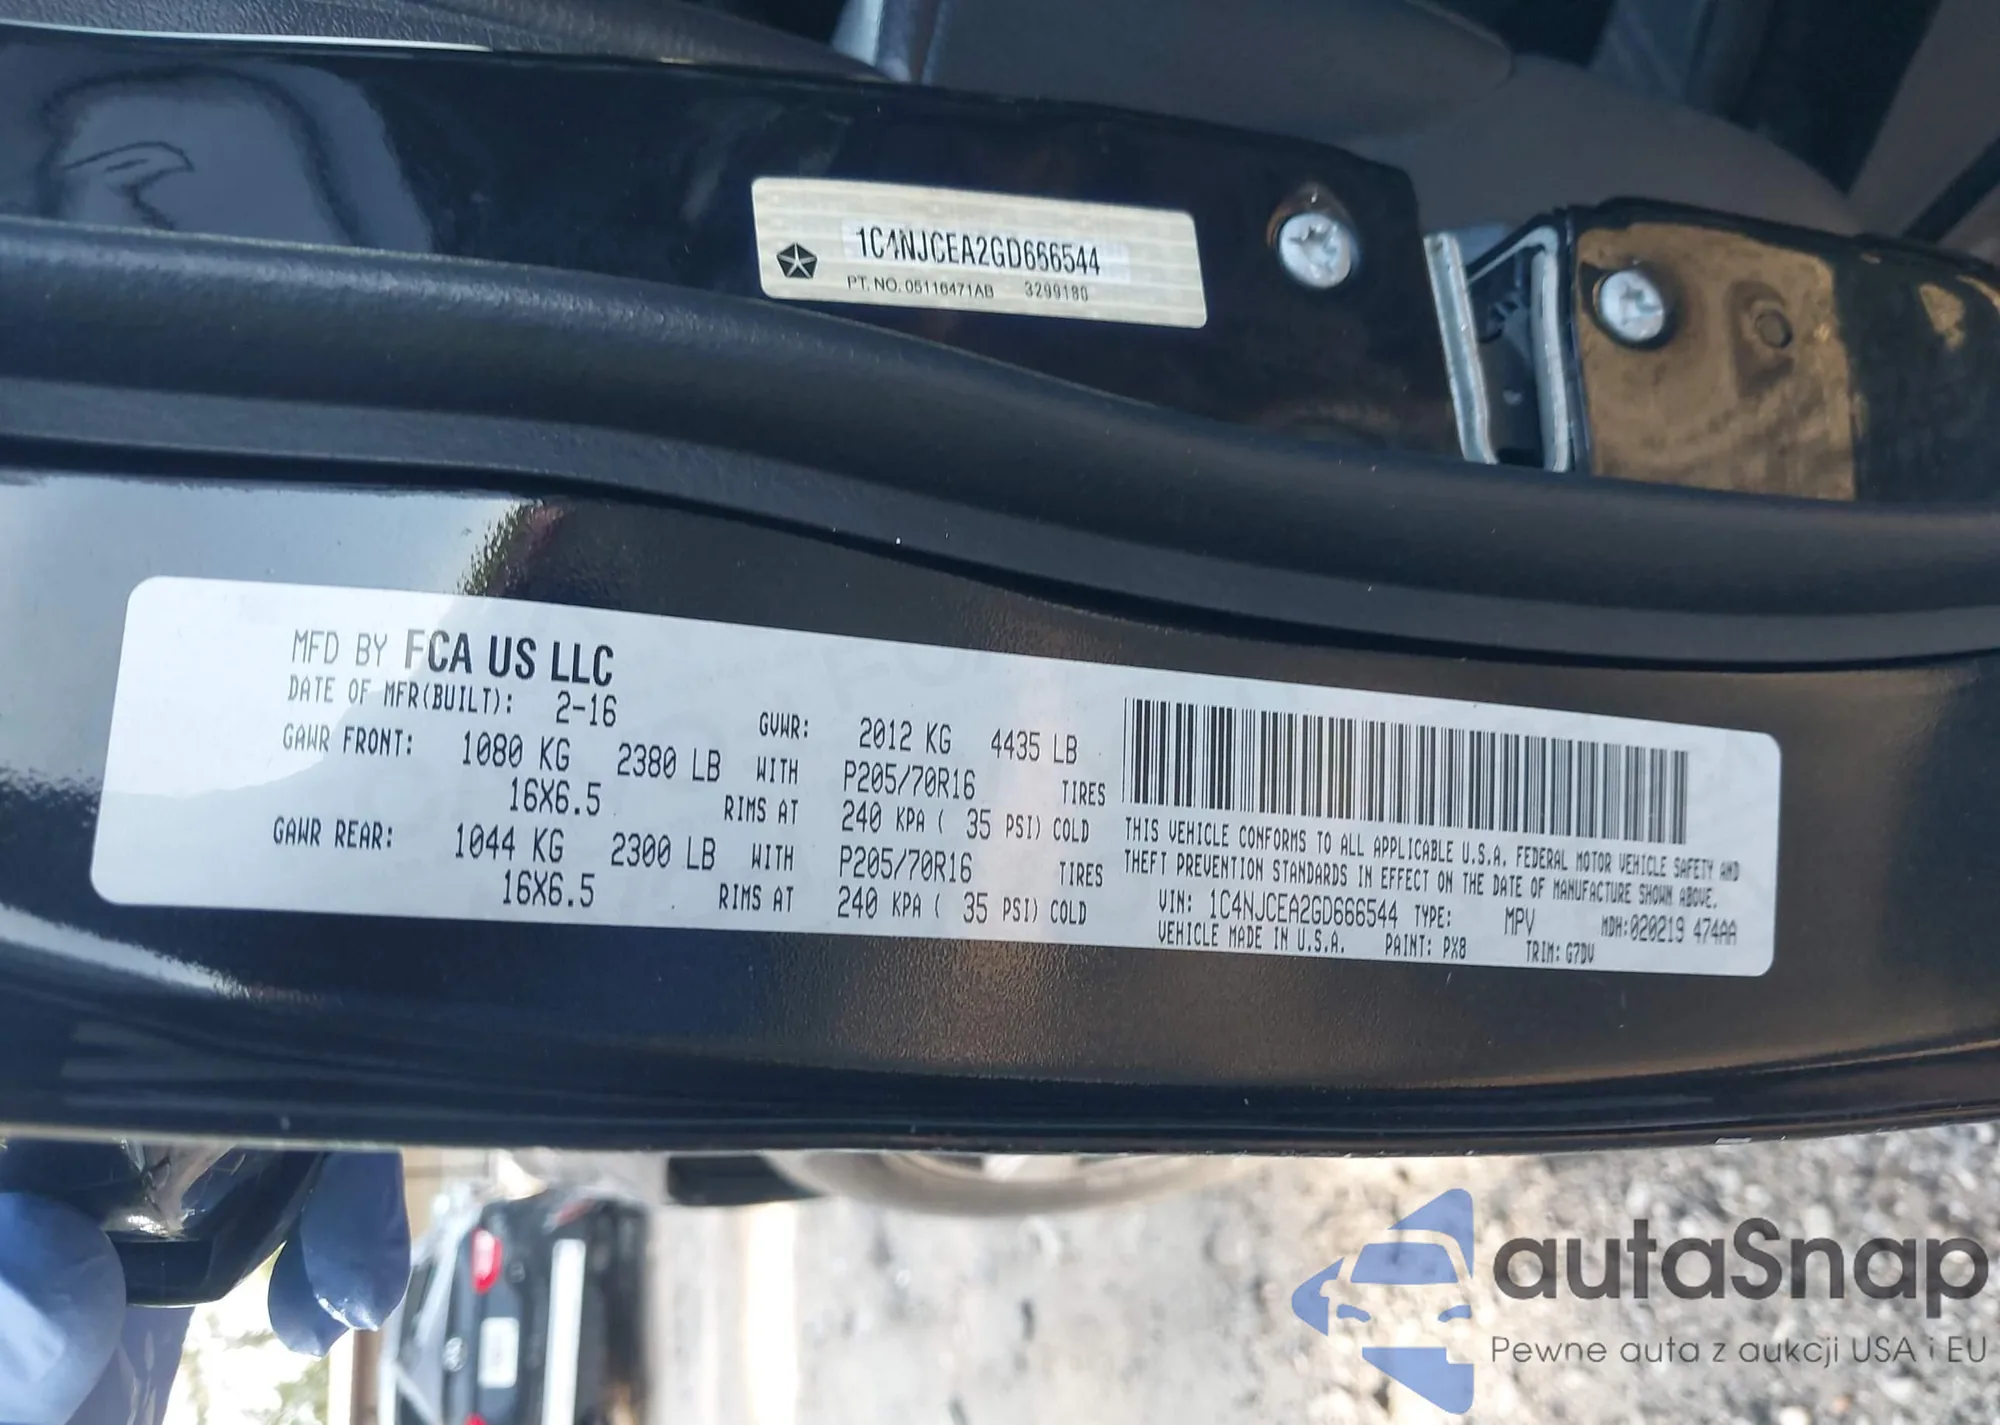 1C4NJCEA2GD666544
PT. NO. 05116471AB 3299180
MFD BY FCA US LLC
DATE OF MFR(BUILT): 2-16 GVWR: 2012 KG 4435 LB
GAWR FRONT: 1080 KG 2380 LB WITH P205/70R16 TIRES
16X6.5 RIMS AT 240 KPA ( 35 PSI) COLD
GAWR REAR: 1044 KG 2300 LB WITH P205/70R16 TIRES
16X6.5 RIMS AT 240 KPA ( 35 PSI) COLD
THIS VEHICLE CONFORMS TO ALL APPLICABLE U.S.A. FEDERAL MOTOR VEHICLE SAFETY AND
THEFT PREVENTION STANDARDS IN EFFECT ON THE DATE OF MANUFACTURE SHOWN ABOVE.
VIN: 1C4NJCEA2GD666544 TYPE: MPV MDH:020219 474AA
VEHICLE MADE IN U.S.A. PAINT: PX8 TRIM: G7DV
autaSnap
Pewne auta z aukcji USA i EU